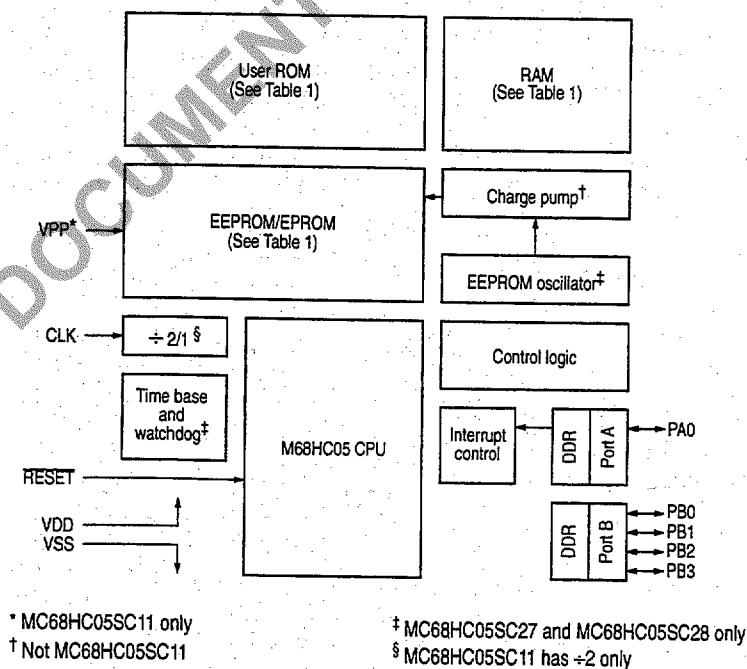 DOCUMENT
User ROM
(See Table 1)
RAM
(See Table 1)
VPP*
EEPROM/EPROM
(See Table 1)
Charge pump†
EEPROM oscillator‡
CLK
÷ 2/1 §
Control logic
Time base
and
watchdog‡
M68HC05 CPU
Interrupt
control
DDR
Port A
PA0
RESET
VDD
VSS
DDR
Port B
PB0
PB1
PB2
PB3
* MC68HC05SC11 only
† Not MC68HC05SC11
‡ MC68HC05SC27 and MC68HC05SC28 only
§ MC68HC05SC11 has ÷2 only